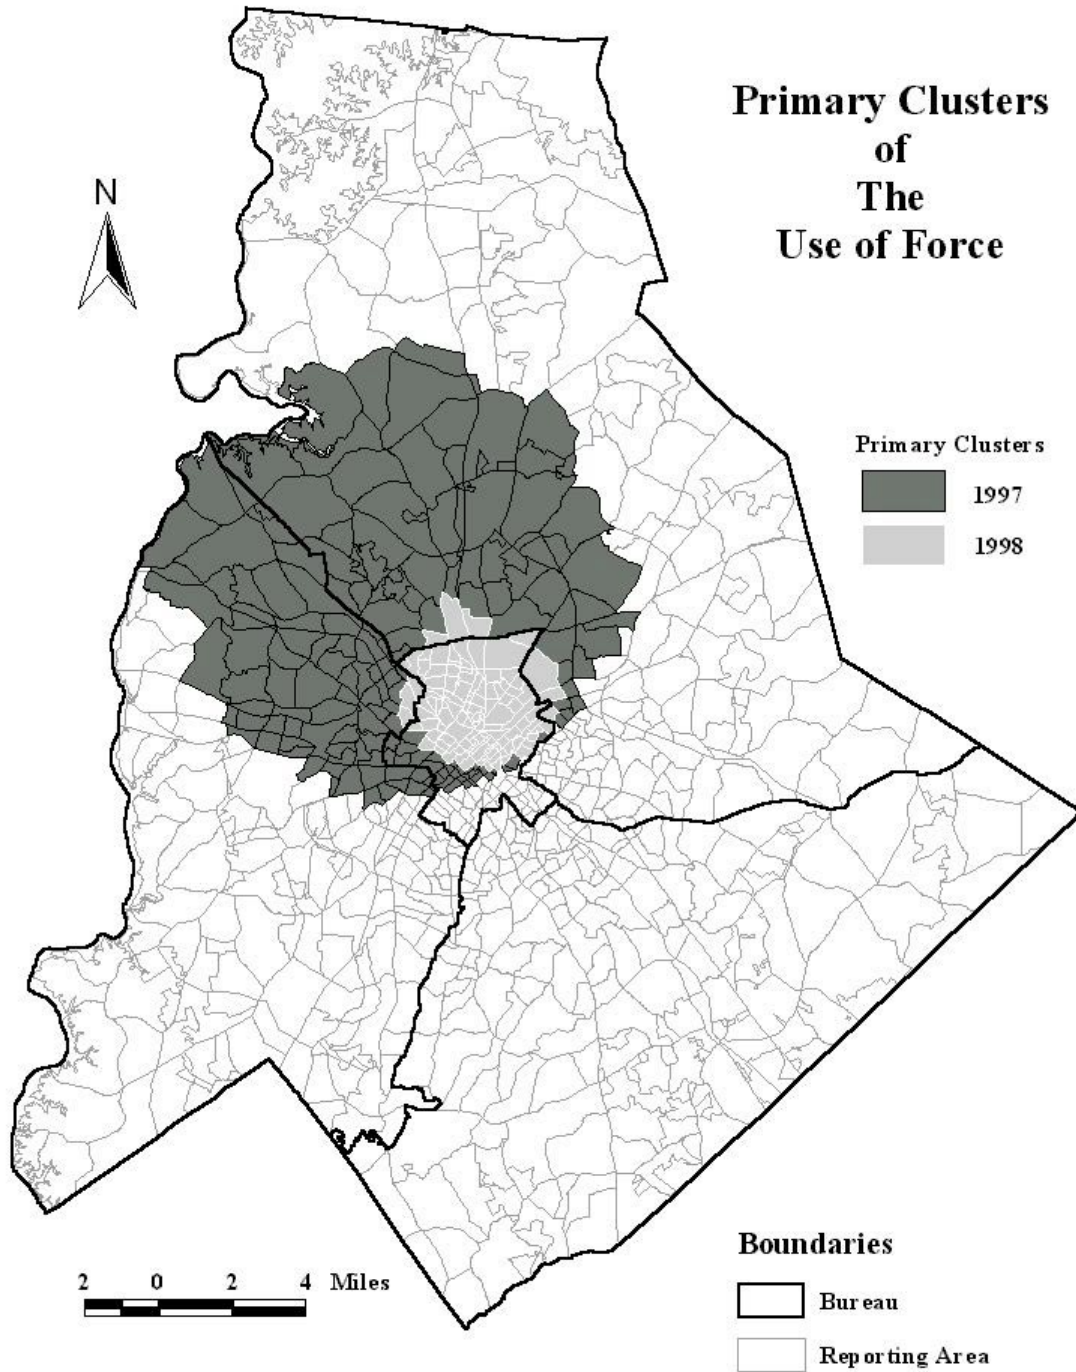 Primary Clusters
of
The
Use of Force
N
Primary Clusters
1997
1998
2 0 2 4 Miles
Boundaries
Bureau
Reporting Area